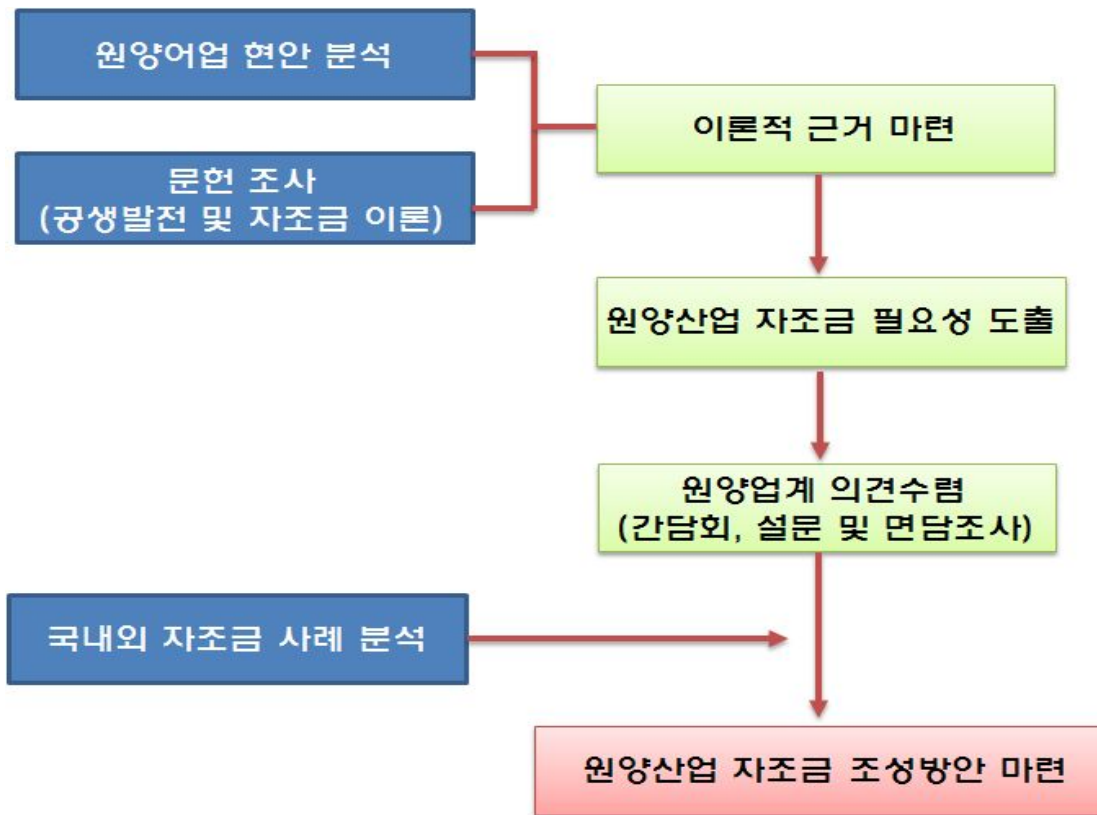 원양어업 현안 분석
문헌 조사
(공생발전 및 자조금 이론)
이론적 근거 마련
원양산업 자조금 필요성 도출
원양업계 의견수렴
(간담회, 설문 및 면담조사)
국내외 자조금 사례 분석
원양산업 자조금 조성방안 마련